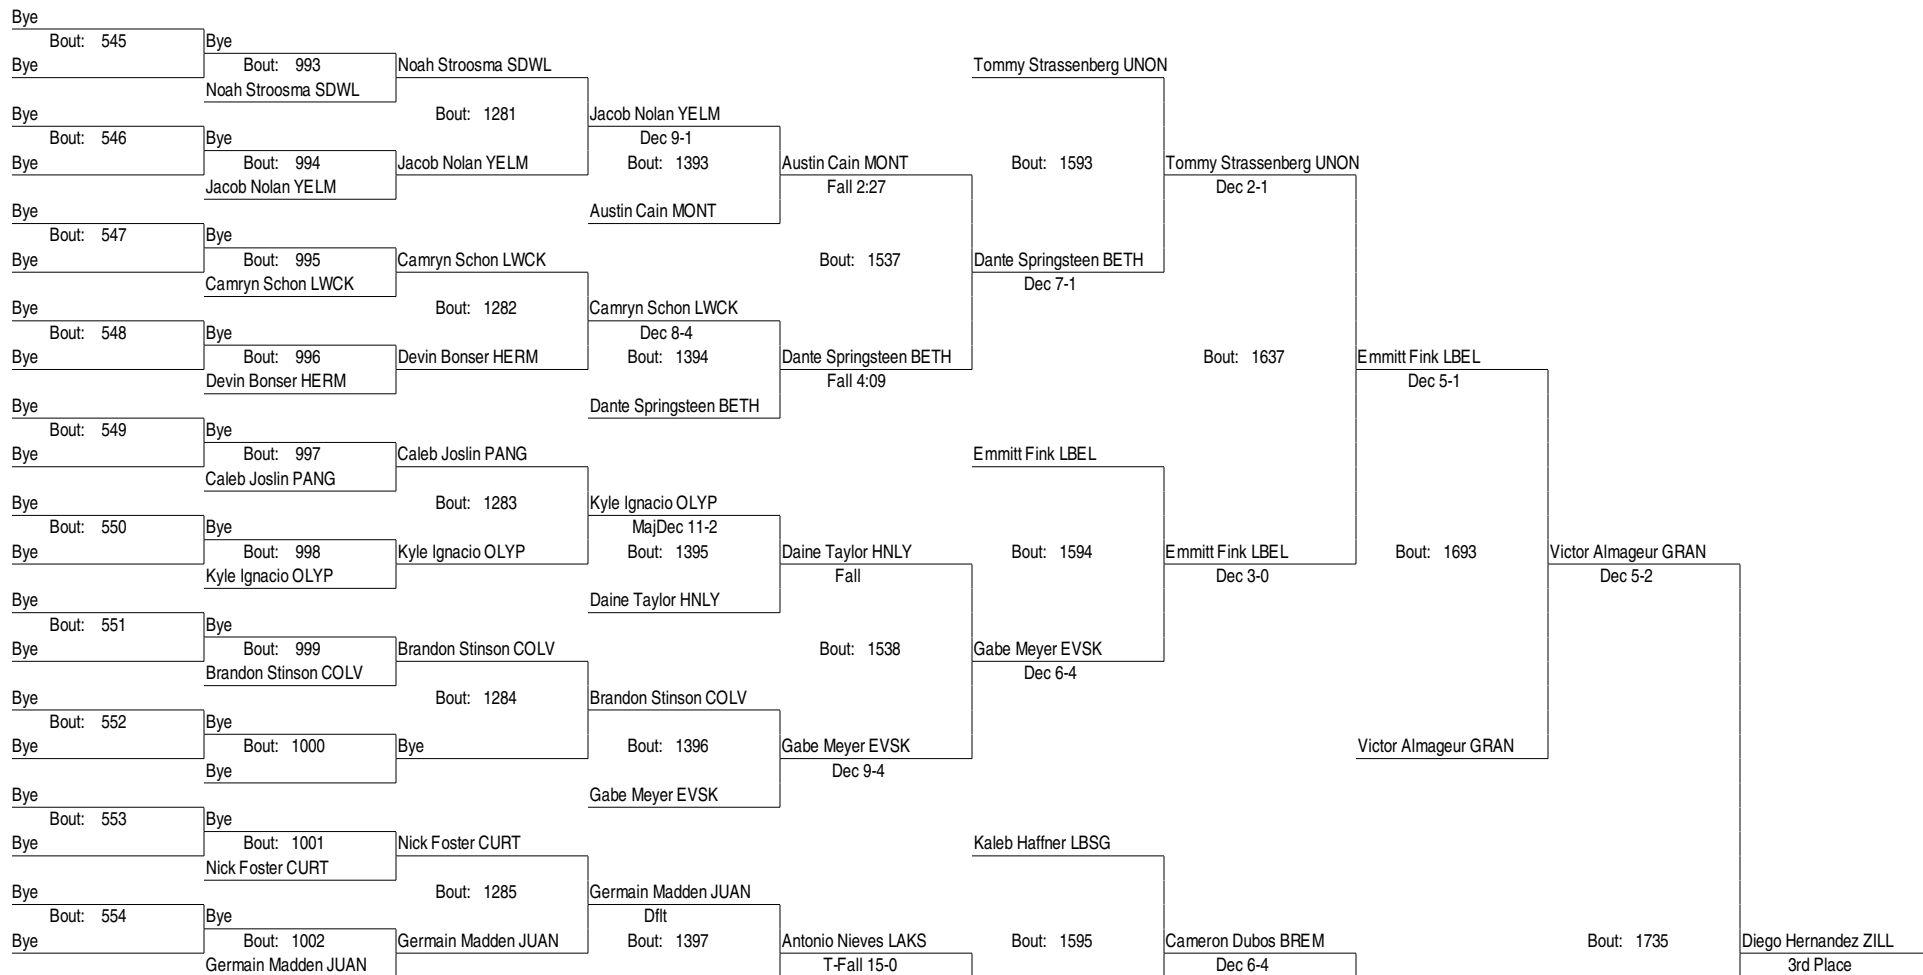 Bye
Bout: 545 Bye
Bye Bout: 993 Noah Stroosma SDWL Tommy Strassenberg UNON
Noah Stroosma SDWL
Bye Bout: 1281 Jacob Nolan YELM
Bout: 546 Bye Dec 9-1
Bye Bout: 994 Jacob Nolan YELM Bout: 1393 Austin Cain MONT Bout: 1593 Tommy Strassenberg UNON
Jacob Nolan YELM Fall 2:27 Dec 2-1
Bye Austin Cain MONT
Bout: 547 Bye
Bye Bout: 995 Camryn Schon LWCK Bout: 1537 Dante Springsteen BETH
Camryn Schon LWCK Dec 7-1
Bye Bout: 1282 Camryn Schon LWCK
Bout: 548 Bye Dec 8-4
Bye Bout: 996 Devin Bonser HERM Bout: 1394 Dante Springsteen BETH Bout: 1637 Emmitt Fink LBEL
Devin Bonser HERM Fall 4:09 Dec 5-1
Bye Dante Springsteen BETH
Bout: 549 Bye
Bye Bout: 997 Caleb Joslin PANG Emmitt Fink LBEL
Caleb Joslin PANG
Bye Bout: 1283 Kyle Ignacio OLYP
Bout: 550 Bye MajDec 11-2
Bye Bout: 998 Kyle Ignacio OLYP Bout: 1395 Daine Taylor HNLY Bout: 1594 Emmitt Fink LBEL Bout: 1693 Victor Almageur GRAN
Kyle Ignacio OLYP Fall Dec 3-0 Dec 5-2
Bye Daine Taylor HNLY
Bout: 551 Bye
Bye Bout: 999 Brandon Stinson COLV Bout: 1538 Gabe Meyer EVSK
Brandon Stinson COLV Dec 6-4
Bye Bout: 1284 Brandon Stinson COLV
Bout: 552 Bye
Bye Bout: 1000 Bye Bout: 1396 Gabe Meyer EVSK Victor Almageur GRAN
Bye Dec 9-4
Bye Gabe Meyer EVSK
Bout: 553 Bye
Bye Bout: 1001 Nick Foster CURT Kaleb Haffner LBSG
Nick Foster CURT
Bye Bout: 1285 Germain Madden JUAN
Bout: 554 Bye Dflt
Bye Bout: 1002 Germain Madden JUAN Bout: 1397 Antonio Nieves LAKS Bout: 1595 Cameron Dubos BREM Bout: 1735 Diego Hernandez ZILL
Germain Madden JUAN T-Fall 15-0 Dec 6-4 3rd Place